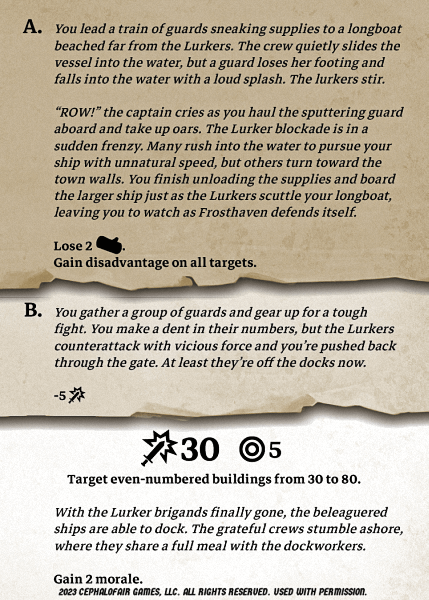 A. You lead a train of guards sneaking supplies to a longboat
beached far from the Lurkers. The crew quietly slides the
vessel into the water, but a guard loses her footing and
falls into the water with a loud splash. The lurkers stir.
“ROW!” the captain cries as you haul the sputtering guard
aboard and take up oars. The Lurker blockade is in a
sudden frenzy. Many rush into the water to pursue your
ship with unnatural speed, but others turn toward the
town walls. You finish unloading the supplies and board
the larger ship just as the Lurkers scuttle your longboat,
leaving you to watch as Frosthaven defends itself.
Lose 2 .
Gain disadvantage on all targets.
B. You gather a group of guards and gear up for a tough
fight. You make a dent in their numbers, but the Lurkers
counterattack with vicious force and you’re pushed back
through the gate. At least they’re off the docks now.
-5
30 5
Target even-numbered buildings from 30 to 80.
With the Lurker brigands finally gone, the beleaguered
ships are able to dock. The grateful crews stumble ashore,
where they share a full meal with the dockworkers.
Gain 2 morale.
2023 CEPHALOFAIR GAMES, LLC. ALL RIGHTS RESERVED. USED WITH PERMISSION.